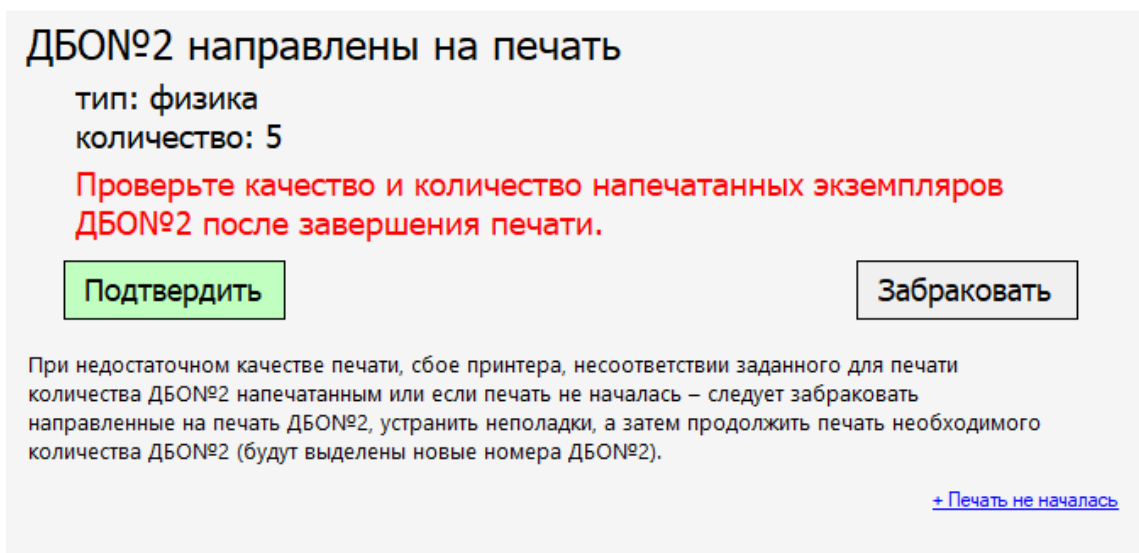 ДБО№2 направлены на печать
тип: физика
количество: 5
Проверьте качество и количество напечатанных экземпляров
ДБО№2 после завершения печати.
Подтвердить
Забраковать
При недостаточном качестве печати, сбое принтера, несоответствии заданного для печати
количества ДБО№2 напечатанным или если печать не началась – следует забраковать
направленные на печать ДБО№2, устранить неполадки, а затем продолжить печать необходимого
количества ДБО№2 (будут выделены новые номера ДБО№2).
+ Печать не началась